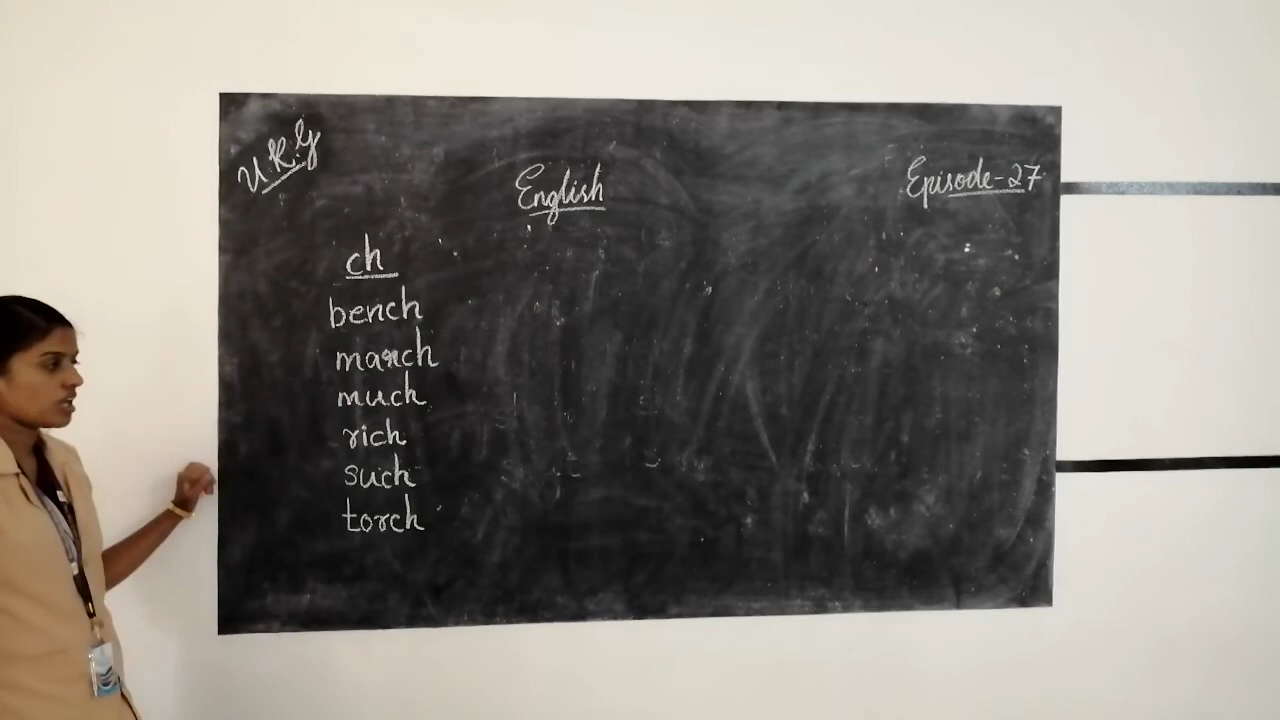 U.K.G
English
Episode-27
ch
bench
march
much
rich
such
torch